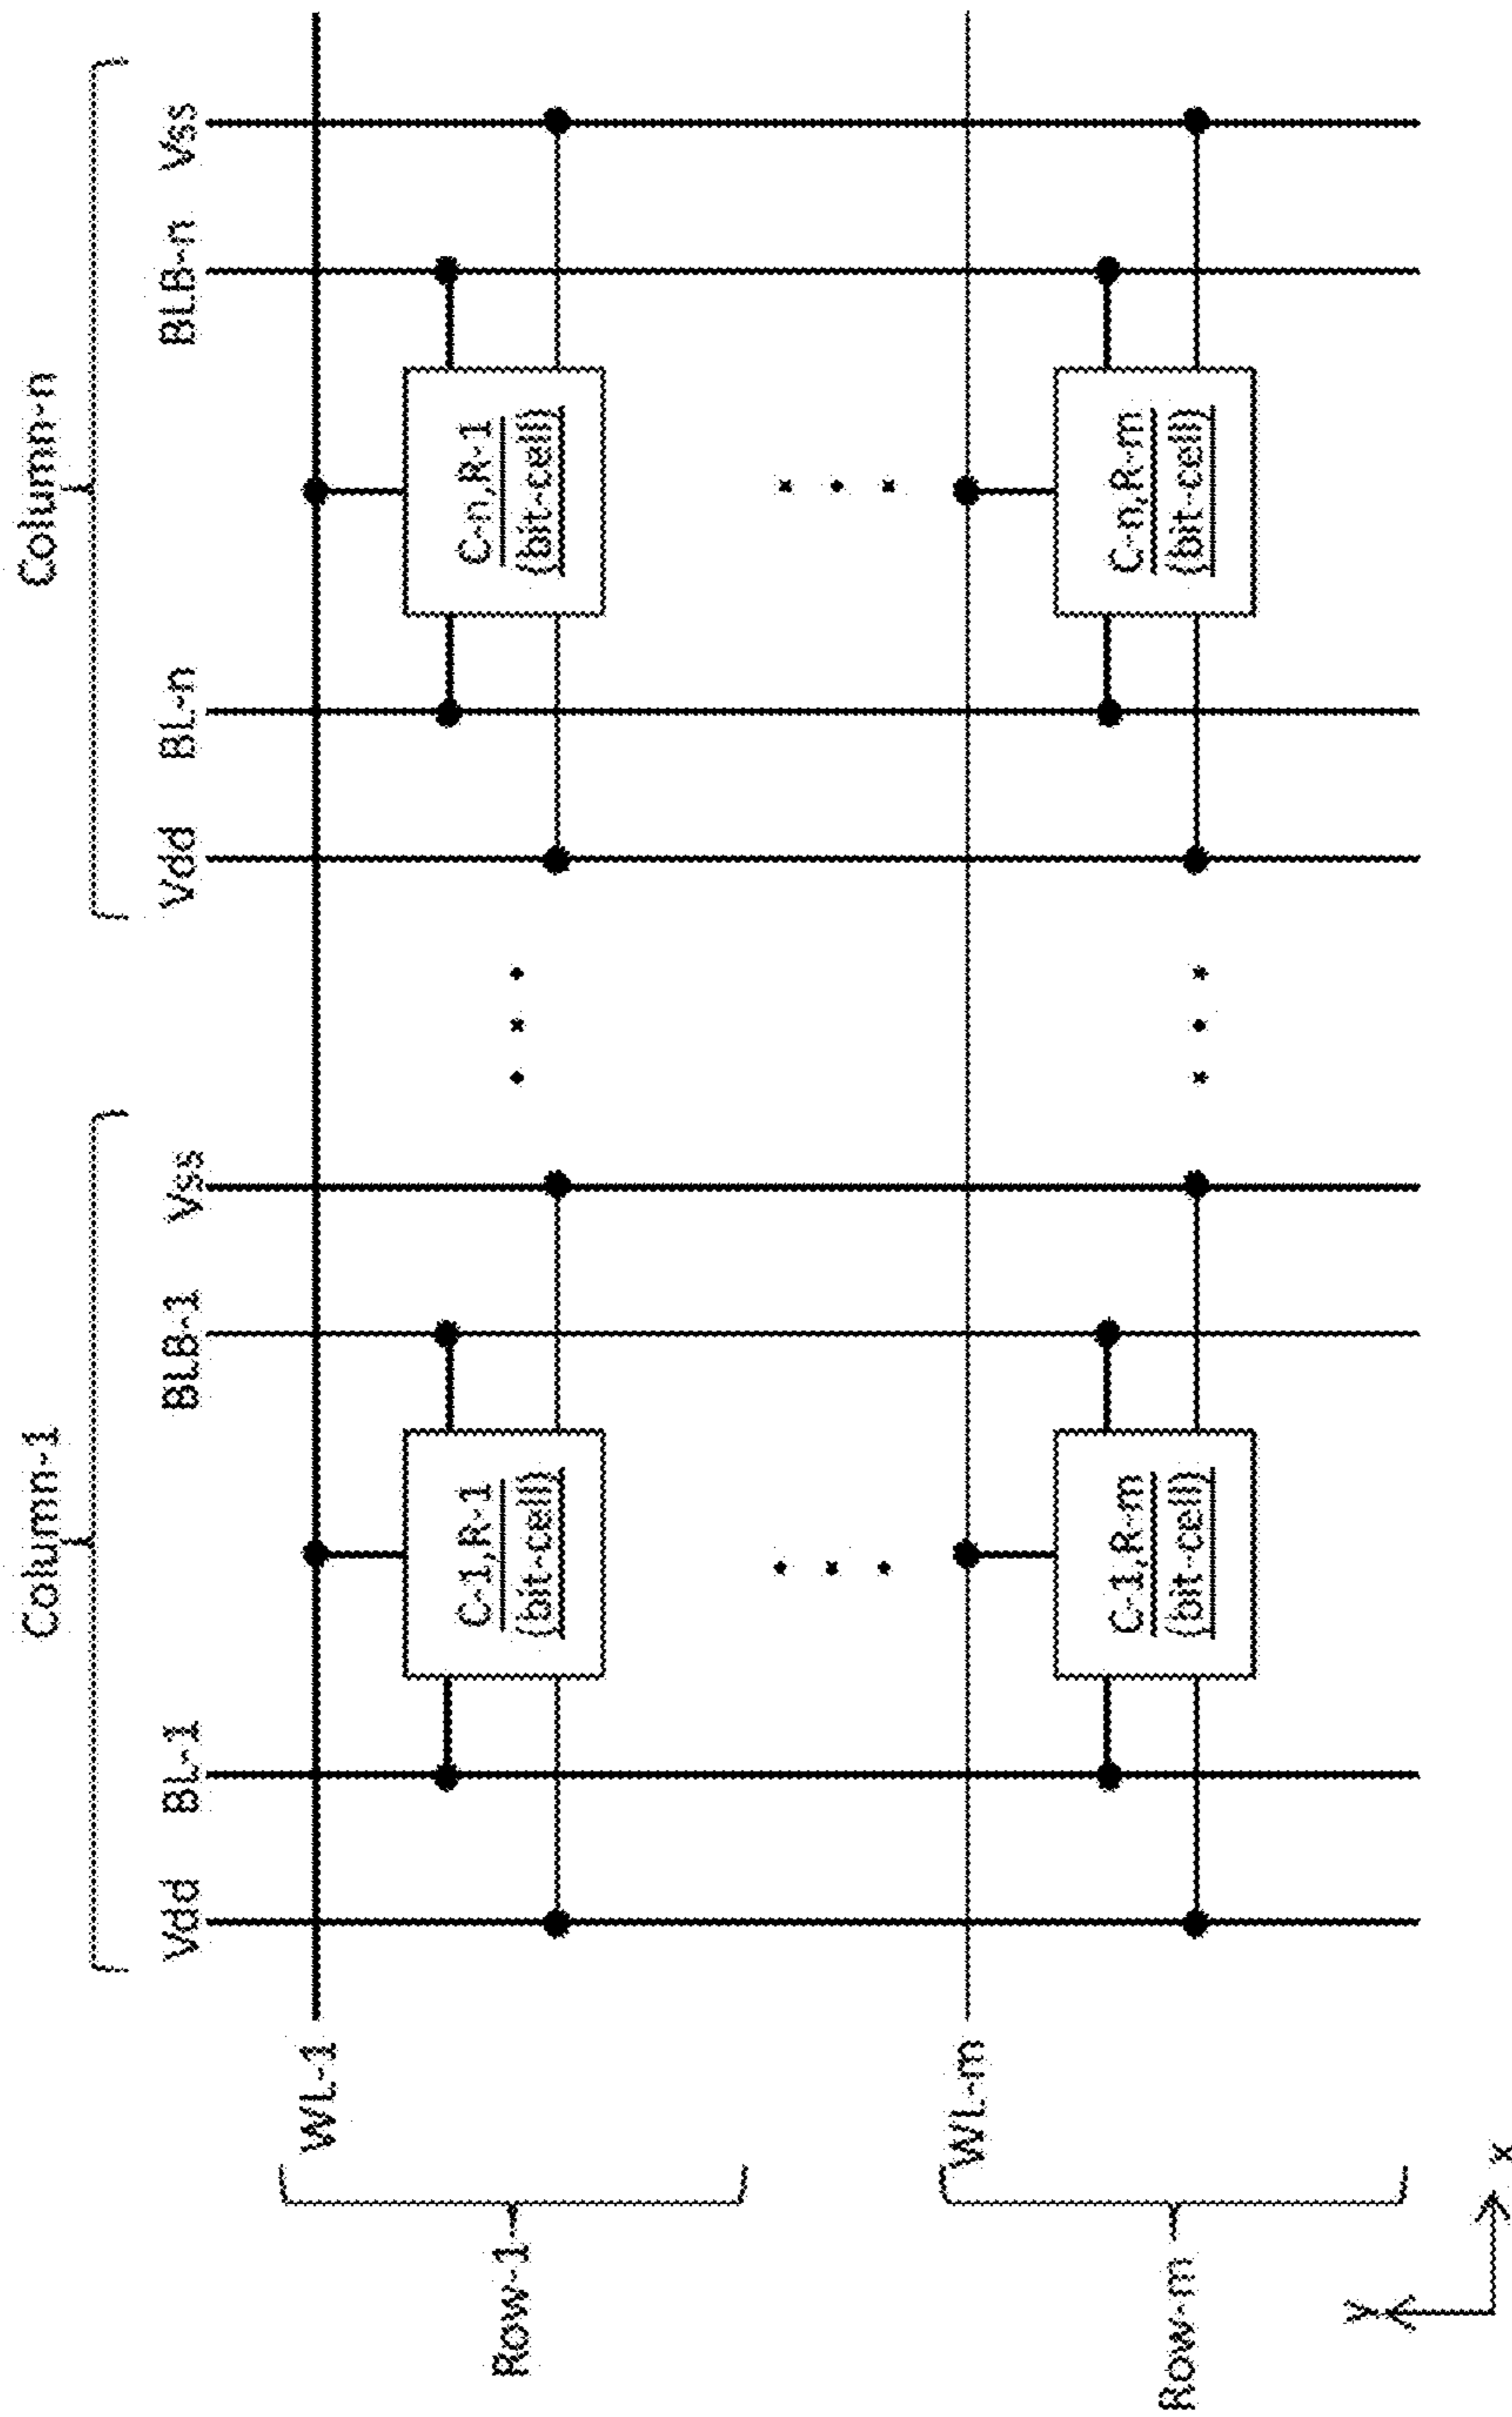 Column-1
Column-n
Vdd
BL-1
BLB-1
Vss
Vdd
BL-n
BLB-n
Vss
WL-1
Row-1
C-1,R-1
(bit-cell)
C-n,R-1
(bit-cell)
WL-m
Row-m
C-1,R-m
(bit-cell)
C-n,R-m
(bit-cell)
y
x